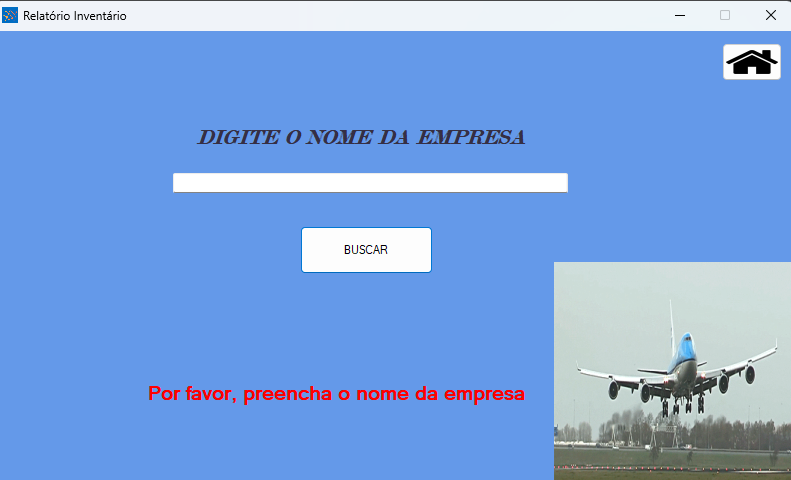 Relatório Inventário
DIGITE O NOME DA EMPRESA
BUSCAR
Por favor, preencha o nome da empresa